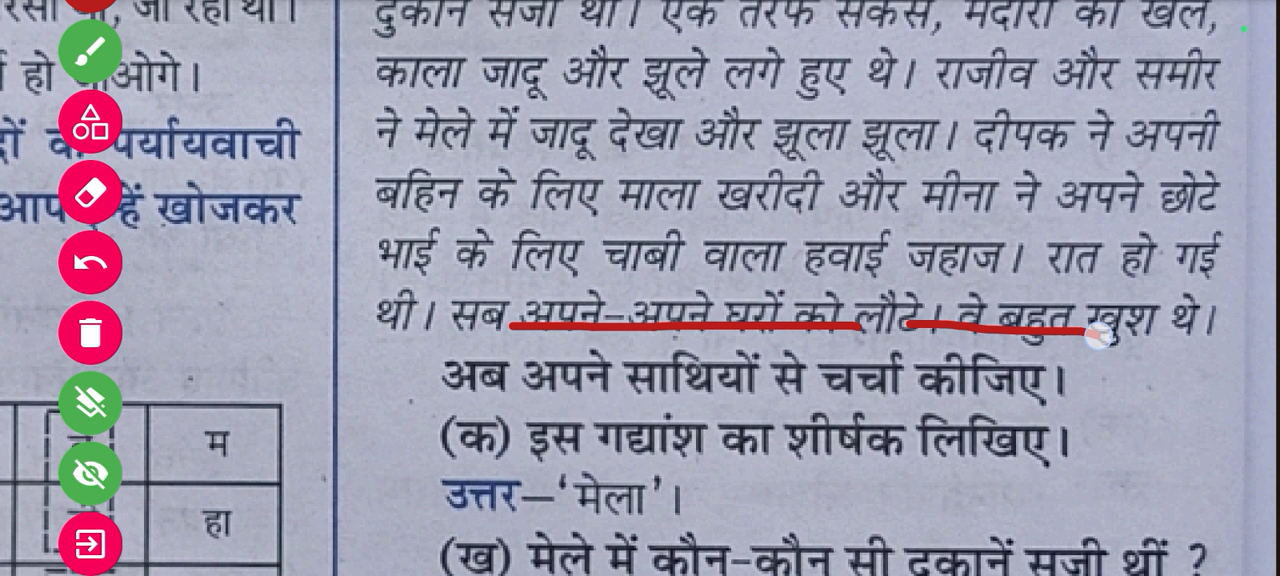 जा रहा था।
हो ओगे।
पर्यायवाची
खोजकर
म
हा
दुकानें सजी थीं। एक तरफ सर्कस, मदारी का खेल,
काला जादू और झूले लगे हुए थे। राजीव और समीर
ने मेले में जादू देखा और झूला झूला। दीपक ने अपनी
बहिन के लिए माला खरीदी और मीना ने अपने छोटे
भाई के लिए चाबी वाला हवाई जहाज। रात हो गई
थी। सब अपने-अपने घरों को लौटे। वे बहुत खुश थे।
अब अपने साथियों से चर्चा कीजिए।
(क) इस गद्यांश का शीर्षक लिखिए।
उत्तर–‘मेला’।
(ख) मेले में कौन-कौन सी दुकानें सजी थीं ?